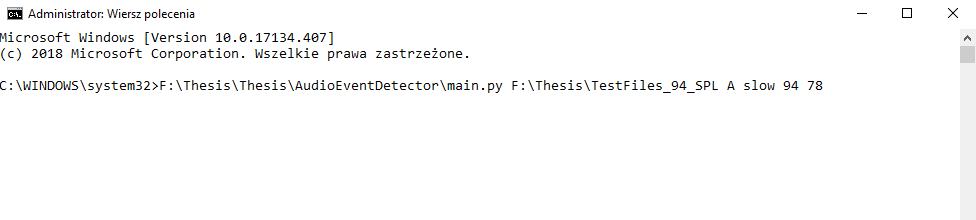 Administrator: Wiersz polecenia
Microsoft Windows [Version 10.0.17134.407]
(c) 2018 Microsoft Corporation. Wszelkie prawa zastrzeżone.
C:\WINDOWS\system32>F:\Thesis\Thesis\AudioEventDetector\main.py F:\Thesis\TestFiles_94_SPL A slow 94 78